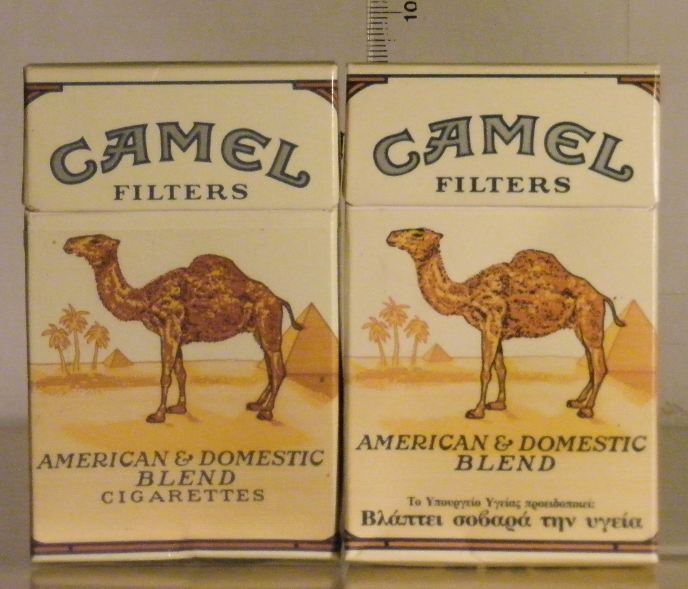 10
CAMEL
FILTERS
AMERICAN & DOMESTIC
BLEND
CIGARETTES
CAMEL
FILTERS
AMERICAN & DOMESTIC
BLEND
Το Υπουργείο Υγείας προειδοποιεί:
Βλάπτει σοβαρά την υγεία